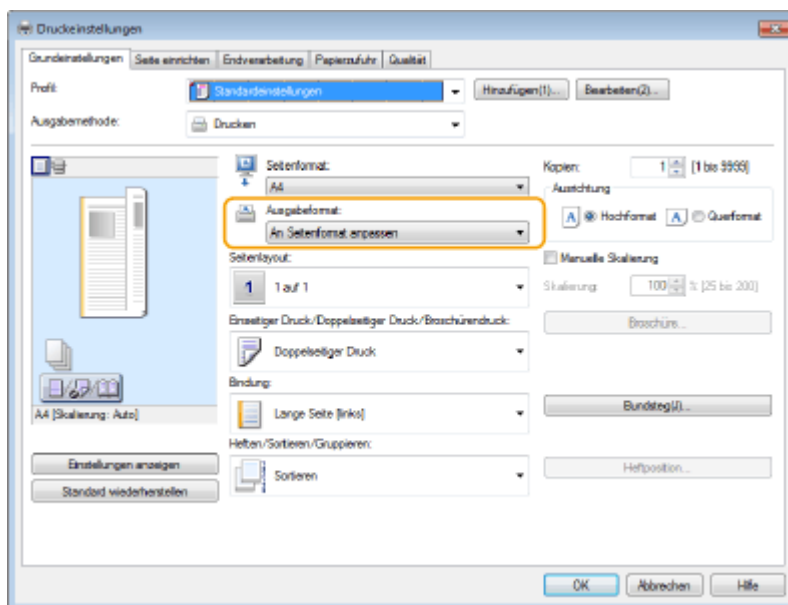 Druckeinstellungen
Grundeinstellungen Seite einrichten Endverarbeitung Papierzufuhr Qualität
Profil: Standardeinstellungen Hinzufügen(1)... Bearbeiten(2)...
Ausgabemethode: Drucken
Seitenformat: Kopien: 1 [1 bis 9999]
A4 Ausrichtung
Ausgabeformat: A Hochformat A Querformat
An Seitenformat anpassen
Seitenlayout: Manuelle Skalierung
1 1 auf 1 Skalierung: 100 % [25 bis 200]
Einseitiger Druck/Doppelseitiger Druck/Broschürendruck: Broschüre...
Doppelseitiger Druck
Bindung:
A4 [Skalierung: Auto] Lange Seite [links] Bundsteg(J)...
Heften/Sortieren/Gruppieren:
Einstellungen anzeigen Sortieren Heftposition...
Standard wiederherstellen
OK Abbrechen Hilfe